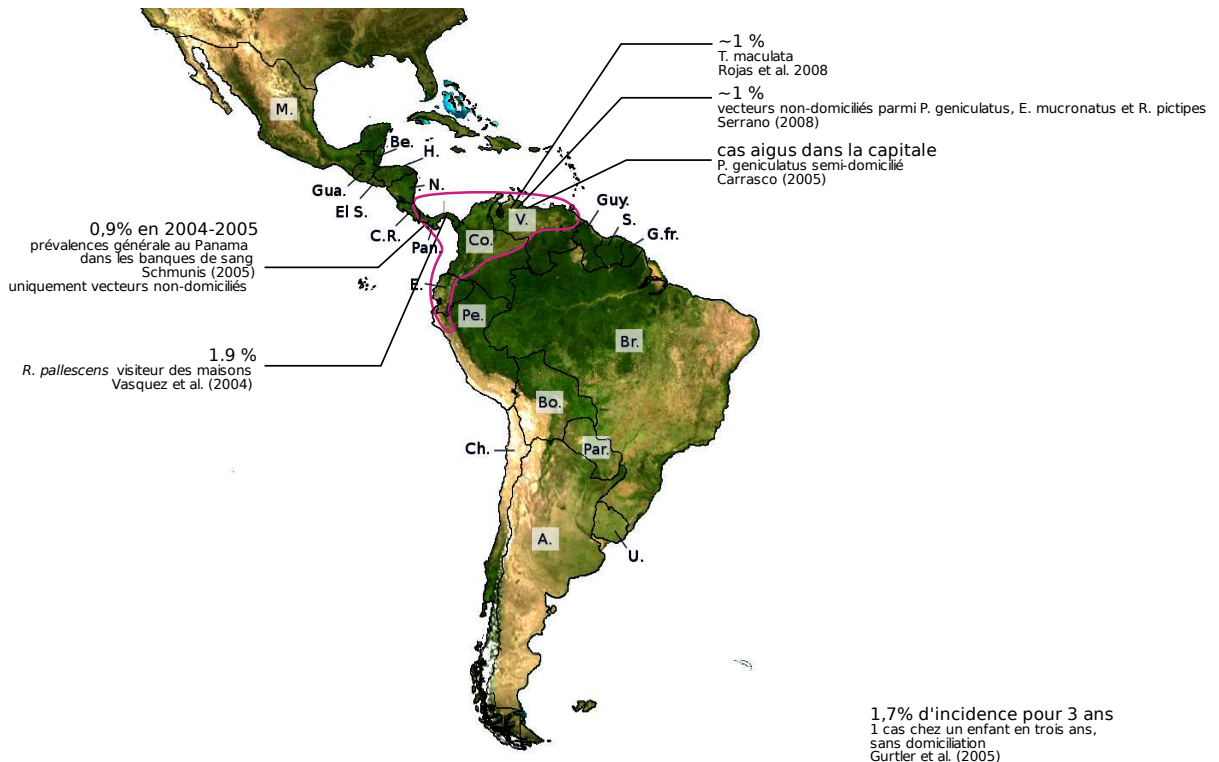 ~1 %
T. maculata
Rojas et al. 2008
~1 %
vecteurs non-domiciliés parmi P. geniculatus, E. mucronatus et R. pictipes
Serrano (2008)
cas aigus dans la capitale
P. geniculatus semi-domicilié
Carrasco (2005)
M.
Be.
H.
Gua.
N.
El S.
C.R.
Pan.
V.
Co.
Guy.
S.
G.fr.
E.
Pe.
Br.
Bo.
Par.
Ch.
A.
U.
0,9% en 2004-2005
prévalences générale au Panama
dans les banques de sang
Schmunis (2005)
uniquement vecteurs non-domiciliés
1.9 %
R. pallescens visiteur des maisons
Vasquez et al. (2004)
1,7% d'incidence pour 3 ans
1 cas chez un enfant en trois ans,
sans domiciliation
Gurtler et al. (2005)